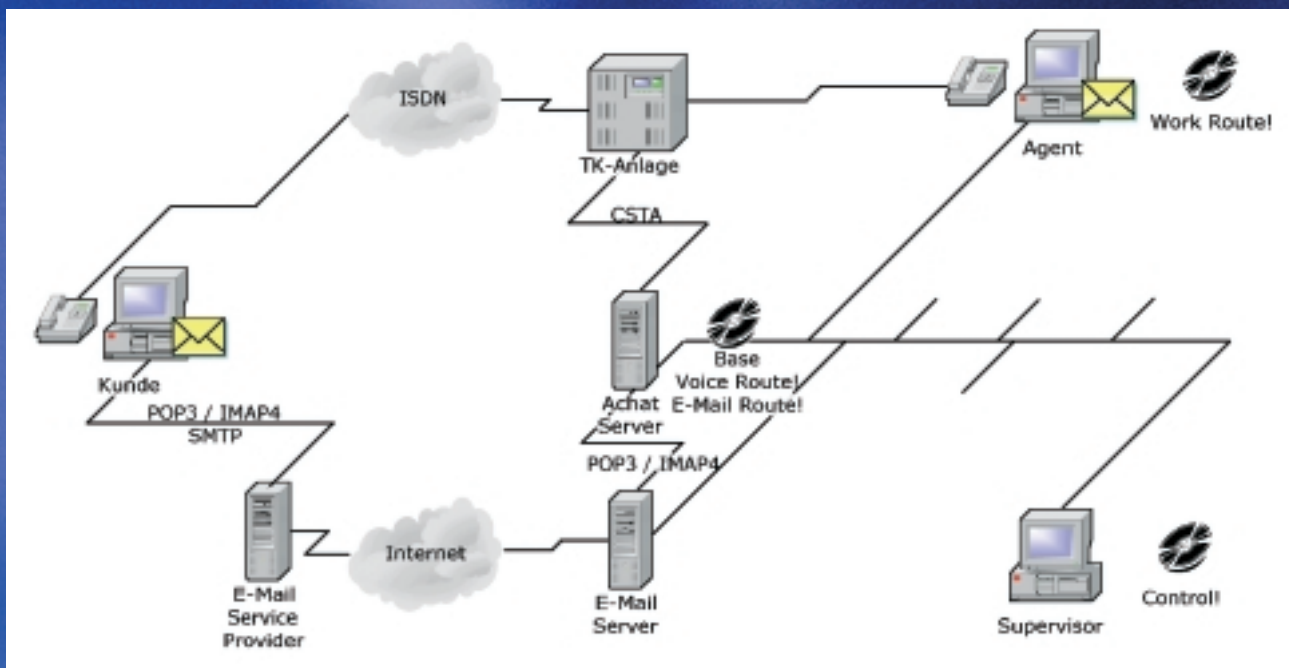 ISDN
TK-Anlage
Agent
Work Route!
CSTA
Kunde
POP3 / IMAP4
SMTP
Achat
Server
Base
Voice Route!
E-Mail Route!
POP3 / IMAP4
Internet
E-Mail
Service
Provider
E-Mail
Server
Supervisor
Control!